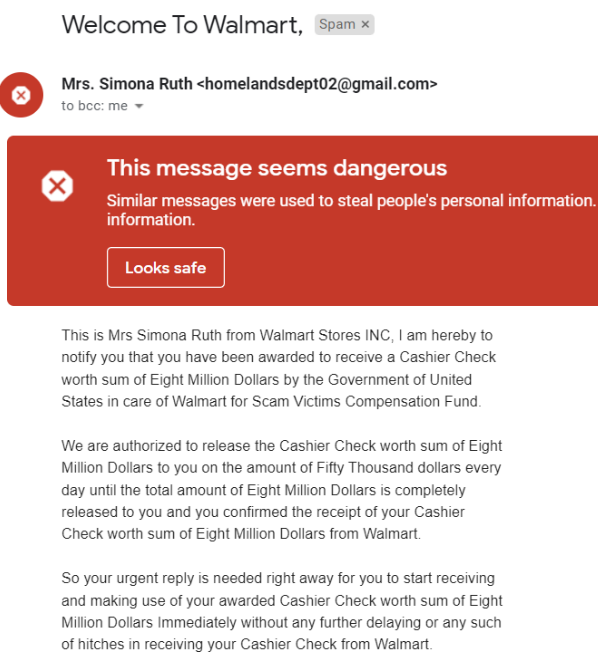 Welcome To Walmart, Spam ×
Mrs. Simona Ruth <homelandsdept02@gmail.com>
to bcc: me
This message seems dangerous
Similar messages were used to steal people's personal information.
information.
Looks safe
This is Mrs Simona Ruth from Walmart Stores INC, I am hereby to
notify you that you have been awarded to receive a Cashier Check
worth sum of Eight Million Dollars by the Government of United
States in care of Walmart for Scam Victims Compensation Fund.
We are authorized to release the Cashier Check worth sum of Eight
Million Dollars to you on the amount of Fifty Thousand dollars every
day until the total amount of Eight Million Dollars is completely
released to you and you confirmed the receipt of your Cashier
Check worth sum of Eight Million Dollars from Walmart.
So your urgent reply is needed right away for you to start receiving
and making use of your awarded Cashier Check worth sum of Eight
Million Dollars Immediately without any further delaying or any such
of hitches in receiving your Cashier Check from Walmart.